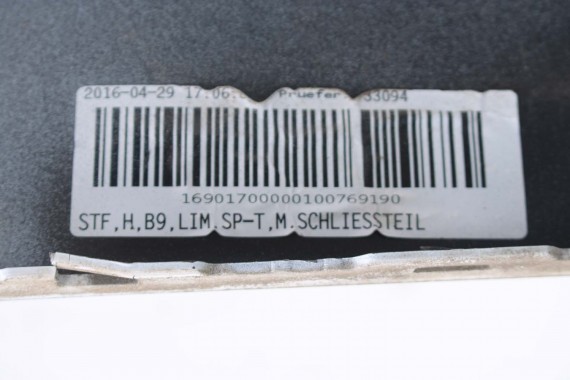 2016-04-29 17:06: Pruefer 33094
16901700000100769190
STF,H,B9,LIM.SP-T,M.SCHLIESSTEIL